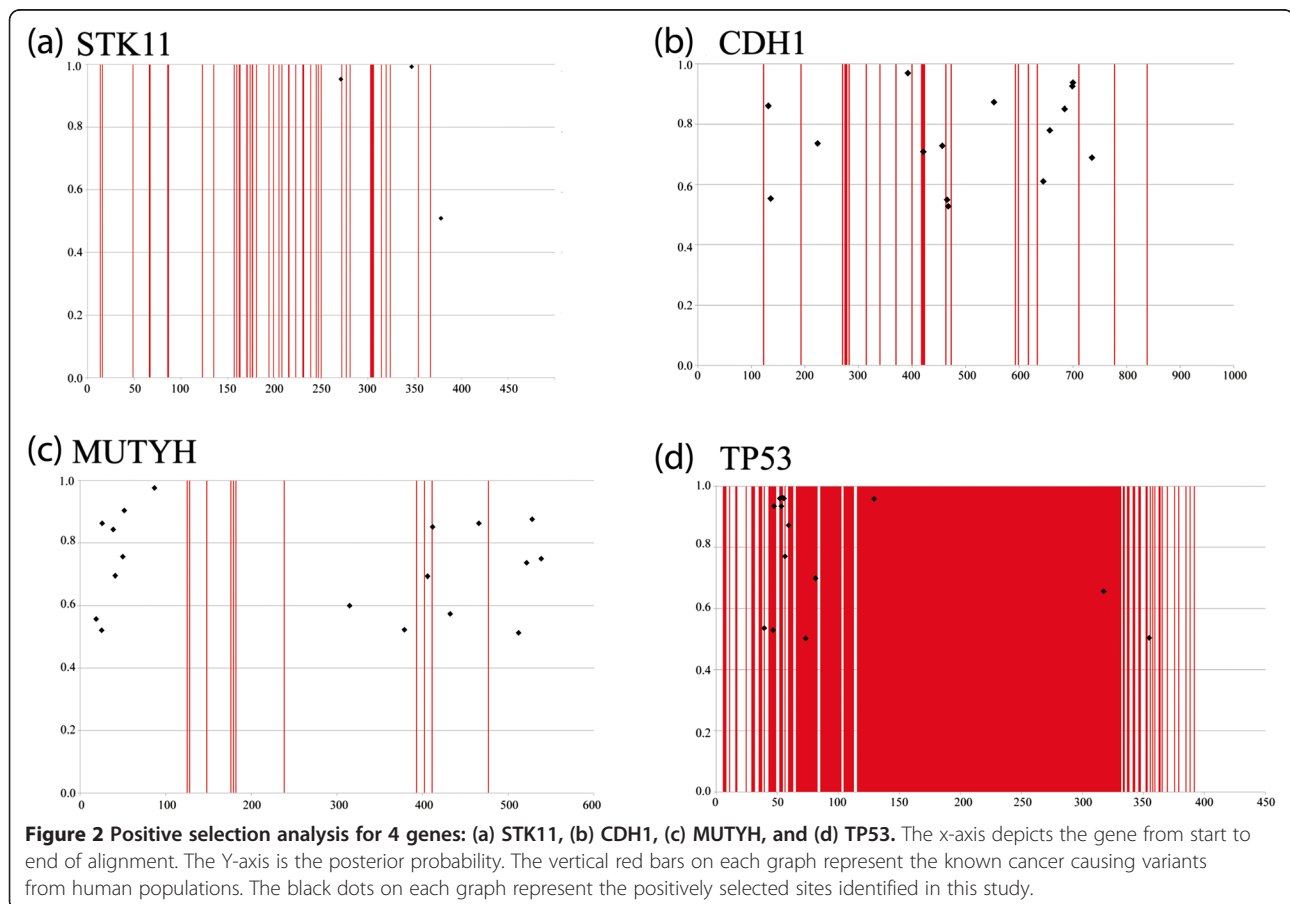 (a) STK11
1.0
0.8
0.6
0.4
0.2
0.0
0 50 100 150 200 250 300 350 400 450
(b) CDH1
1.0
0.8
0.6
0.4
0.2
0.0
0 100 200 300 400 500 600 700 800 900 1000
(c) MUTYH
1.0
0.8
0.6
0.4
0.2
0.0
0 100 200 300 400 500 600
(d) TP53
1.0
0.8
0.6
0.4
0.2
0.0
0 50 100 150 200 250 300 350 400 450
Figure 2 Positive selection analysis for 4 genes: (a) STK11, (b) CDH1, (c) MUTYH, and (d) TP53. The x-axis depicts the gene from start to
end of alignment. The Y-axis is the posterior probability. The vertical red bars on each graph represent the known cancer causing variants
from human populations. The black dots on each graph represent the positively selected sites identified in this study.